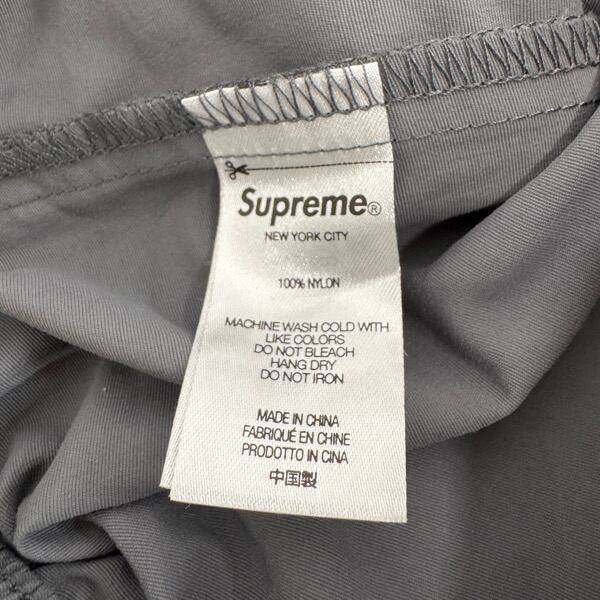 Supreme®
NEW YORK CITY
100% NYLON
MACHINE WASH COLD WITH
LIKE COLORS
DO NOT BLEACH
HANG DRY
DO NOT IRON
MADE IN CHINA
FABRIQUÉ EN CHINE
PRODOTTO IN CINA
中国製